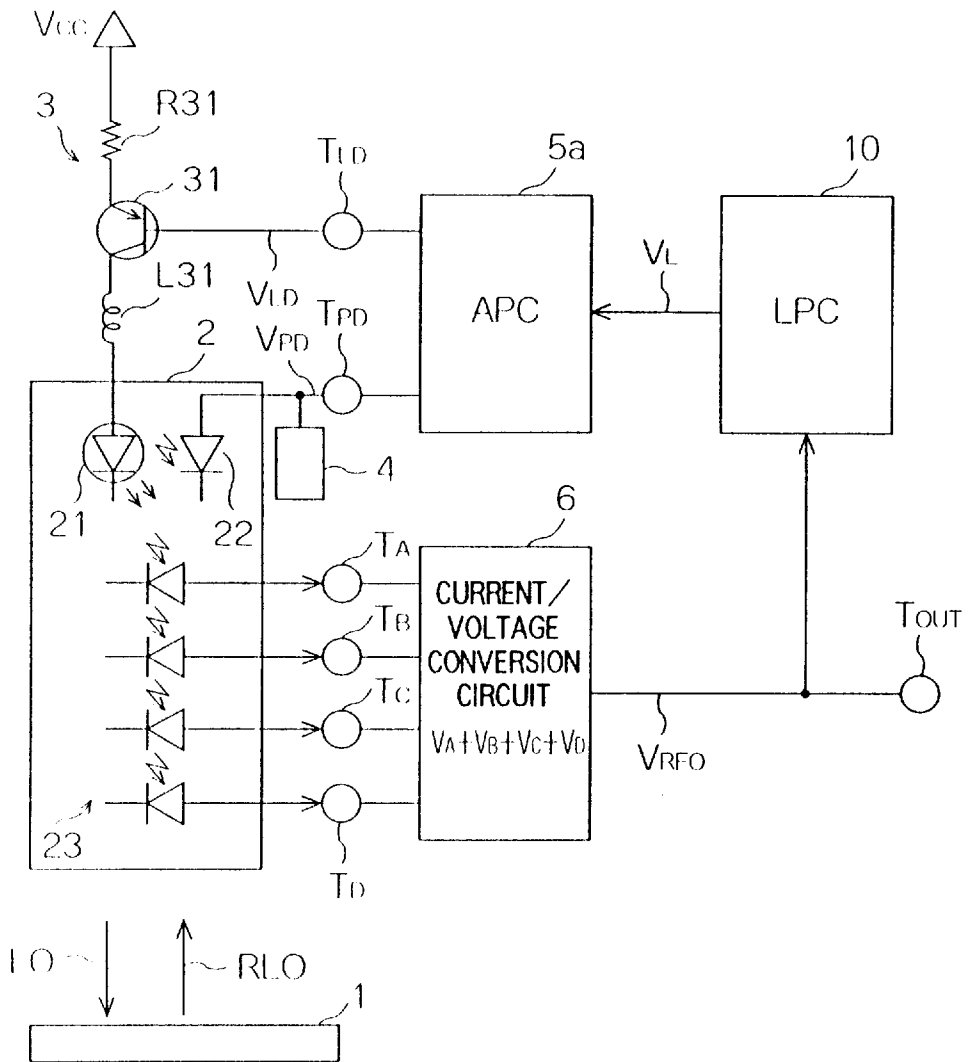 VCC
R31
3
31
TLD
5a
10
VLD
L31
TPD
VPD
APC
VL
LPC
2
21
22
4
6
TA
TB
TC
TD
CURRENT/
VOLTAGE
CONVERSION
CIRCUIT
VA+VB+VC+VD
TOUT
VRFO
23
LO
RLO
1